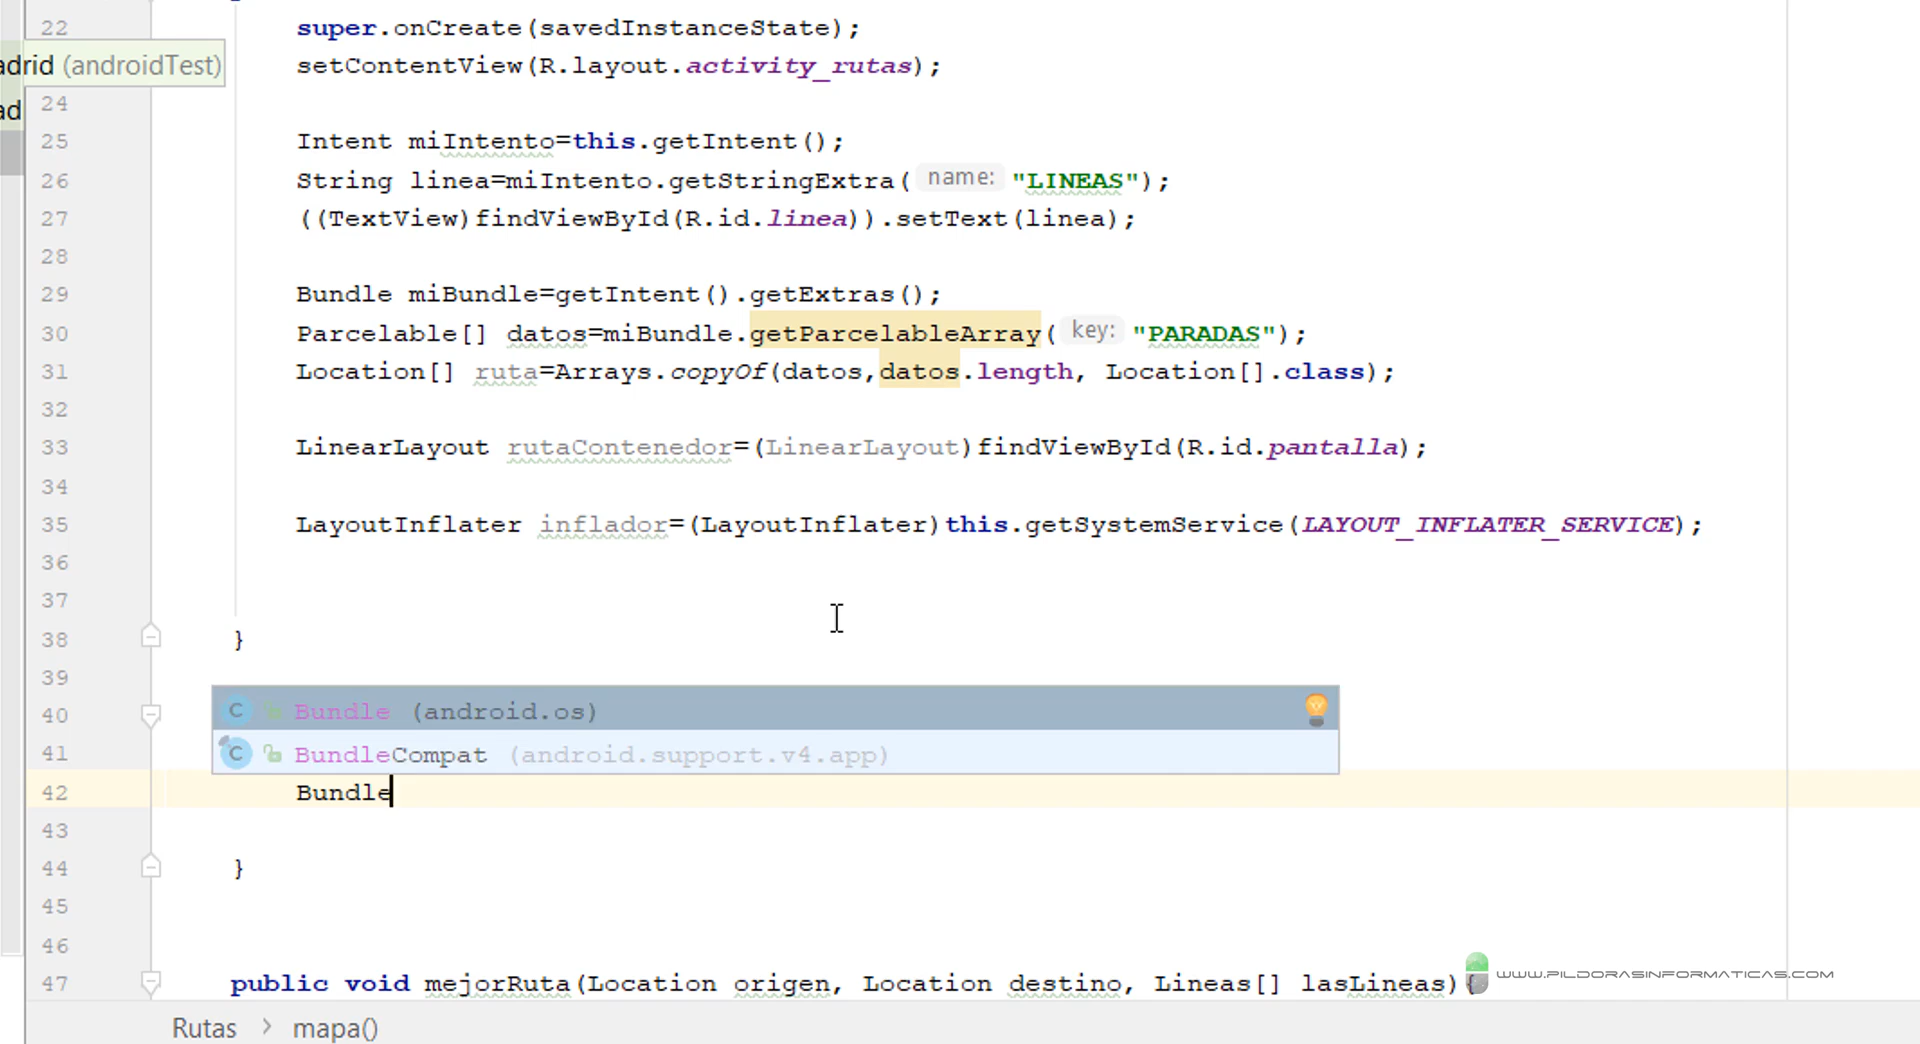 22 super.onCreate(savedInstanceState);
adrid (androidTest) setContentView(R.layout.activity_rutas);
ad 24
25 Intent miIntento=this.getIntent();
26 String linea=miIntento.getStringExtra( name: "LINEAS");
27 ((TextView)findViewById(R.id.linea)).setText(linea);
28
29 Bundle miBundle=getIntent().getExtras();
30 Parcelable[] datos=miBundle.getParcelableArray( key: "PARADAS");
31 Location[] ruta=Arrays.copyOf(datos,datos.length, Location[].class);
32
33 LinearLayout rutaContenedor=(LinearLayout)findViewById(R.id.pantalla);
34
35 LayoutInflater inflador=(LayoutInflater)this.getSystemService(LAYOUT_INFLATER_SERVICE);
36
37
38 }
39
40 C Bundle (android.os)
41 C BundleCompat (android.support.v4.app)
42 Bundle
43
44 }
45
46
47 public void mejorRuta(Location origen, Location destino, Lineas[] lasLineas){
WWW.PILDORASINFORMATICAS.COM
Rutas > mapa()